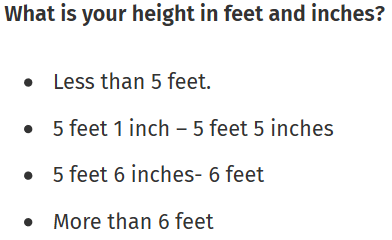 What is your height in feet and inches?
• Less than 5 feet.
• 5 feet 1 inch – 5 feet 5 inches
• 5 feet 6 inches- 6 feet
• More than 6 feet